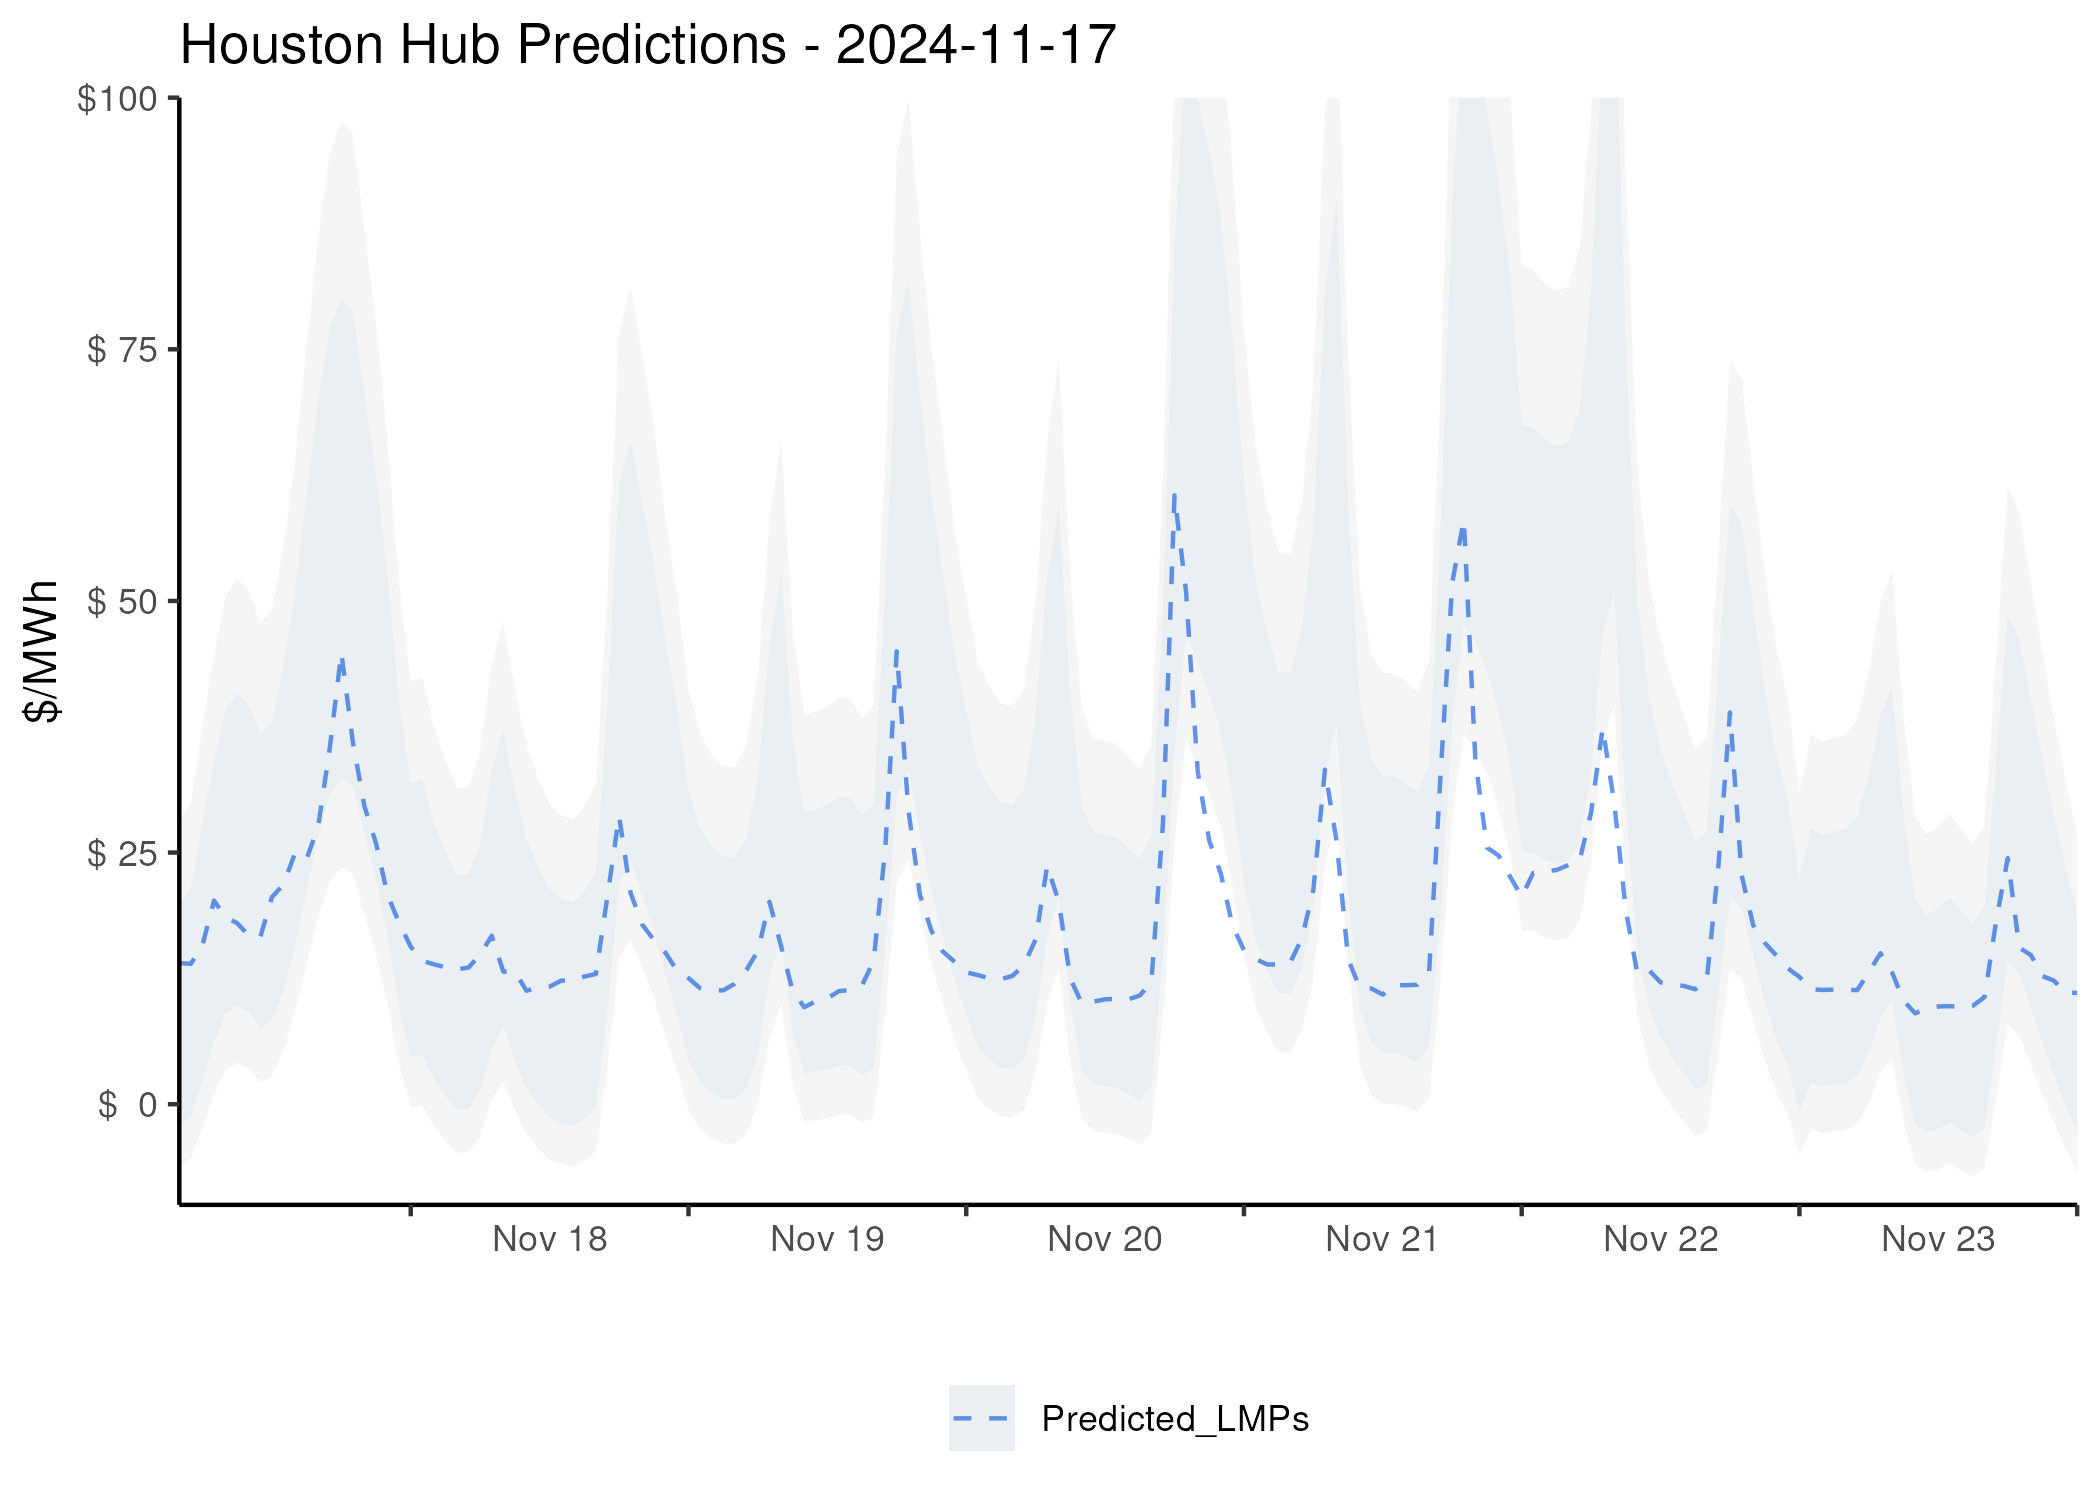 Houston Hub Predictions - 2024-11-17
$100
$ 75
$ 50
$ 25
$ 0
$/MWh
Nov 18 Nov 19 Nov 20 Nov 21 Nov 22 Nov 23
Predicted_LMPs